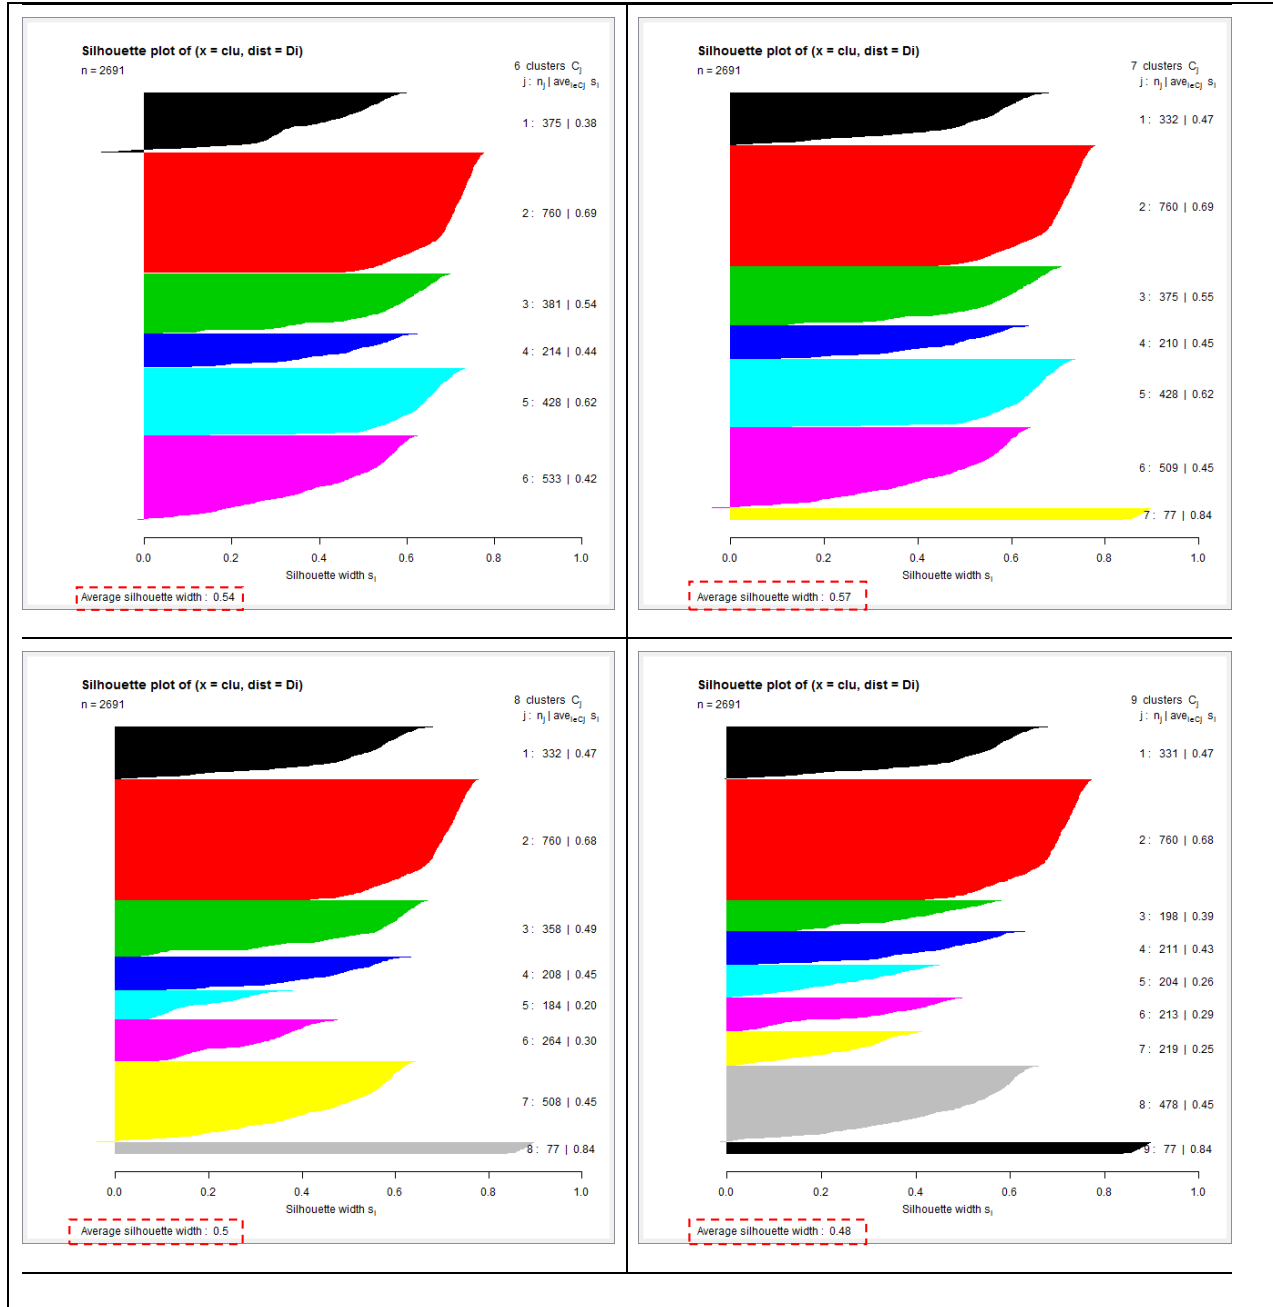 Silhouette plot of (x = clu, dist = Di)
n = 2691
6 clusters Cj
j : nj | aveiϵCj si
1 : 375 | 0.38
2 : 760 | 0.69
3 : 381 | 0.54
4 : 214 | 0.44
5 : 428 | 0.62
6 : 533 | 0.42
0.0 0.2 0.4 0.6 0.8 1.0
Silhouette width si
Average silhouette width : 0.54
Silhouette plot of (x = clu, dist = Di)
n = 2691
7 clusters Cj
j : nj | aveiϵCj si
1 : 332 | 0.47
2 : 760 | 0.69
3 : 375 | 0.55
4 : 210 | 0.45
5 : 428 | 0.62
6 : 509 | 0.45
7 : 77 | 0.84
0.0 0.2 0.4 0.6 0.8 1.0
Silhouette width si
Average silhouette width : 0.57
Silhouette plot of (x = clu, dist = Di)
n = 2691
8 clusters Cj
j : nj | aveiϵCj si
1 : 332 | 0.47
2 : 760 | 0.68
3 : 358 | 0.49
4 : 208 | 0.45
5 : 184 | 0.20
6 : 264 | 0.30
7 : 508 | 0.45
8 : 77 | 0.84
0.0 0.2 0.4 0.6 0.8 1.0
Silhouette width si
Average silhouette width : 0.5
Silhouette plot of (x = clu, dist = Di)
n = 2691
9 clusters Cj
j : nj | aveiϵCj si
1 : 331 | 0.47
2 : 760 | 0.68
3 : 198 | 0.39
4 : 211 | 0.43
5 : 204 | 0.26
6 : 213 | 0.29
7 : 219 | 0.25
8 : 478 | 0.45
9 : 77 | 0.84
0.0 0.2 0.4 0.6 0.8 1.0
Silhouette width si
Average silhouette width : 0.48